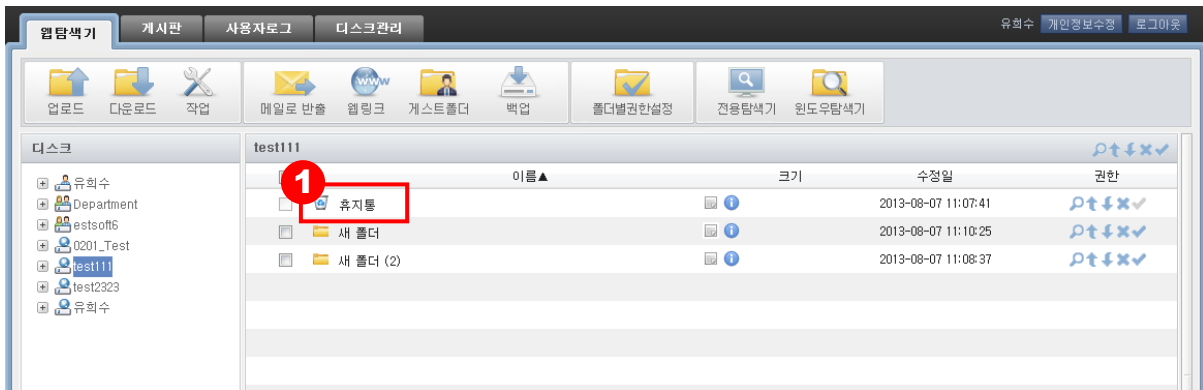 웹탐색기 게시판 사용자로그 디스크관리 유희수 개인정보수정 로그아웃
업로드 다운로드 작업 메일로 반출 웹링크 게스트폴더 백업 폴더별권한설정 전용탐색기 윈도우탐색기
디스크
유희수
Department
estsoft6
0201_Test
test111
test2323
유희수
test111
이름▲ 크기 수정일 권한
1
휴지통 2013-08-07 11:07:41
새 폴더 2013-08-07 11:10:25
새 폴더 (2) 2013-08-07 11:08:37